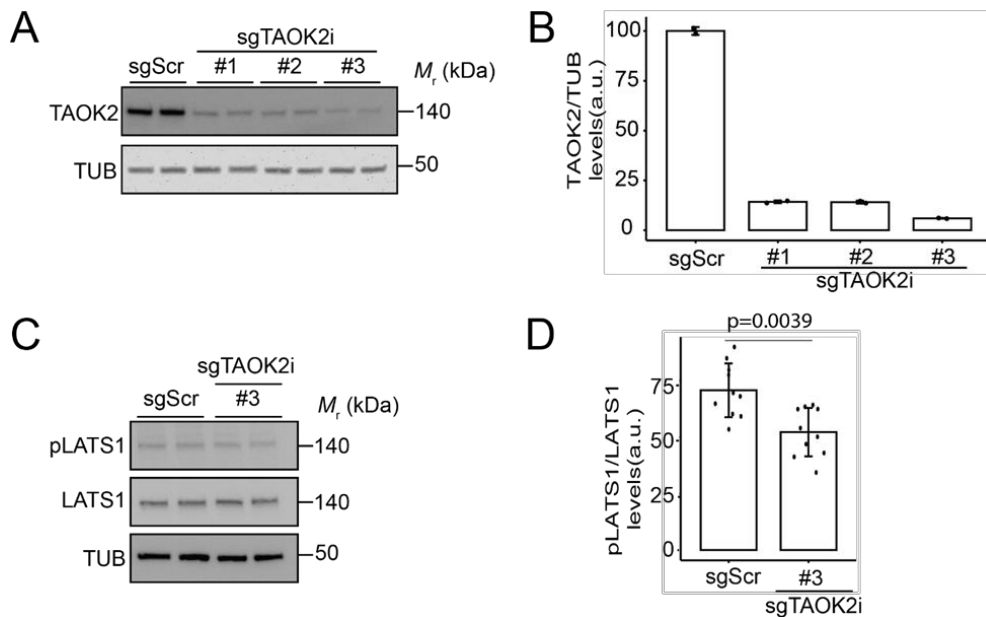 A
sgTAOK2i
sgScr #1 #2 #3 Mr (kDa)
TAOK2 140
TUB 50
B
TAOK2/TUB
levels(a.u.)
100
75
50
25
0
sgScr #1 #2 #3
sgTAOK2i
C
sgTAOK2i
sgScr #3 Mr (kDa)
pLATS1 140
LATS1 140
TUB 50
D
p=0.0039
pLATS1/LATS1
levels(a.u.)
75
50
25
0
sgScr #3
sgTAOK2i